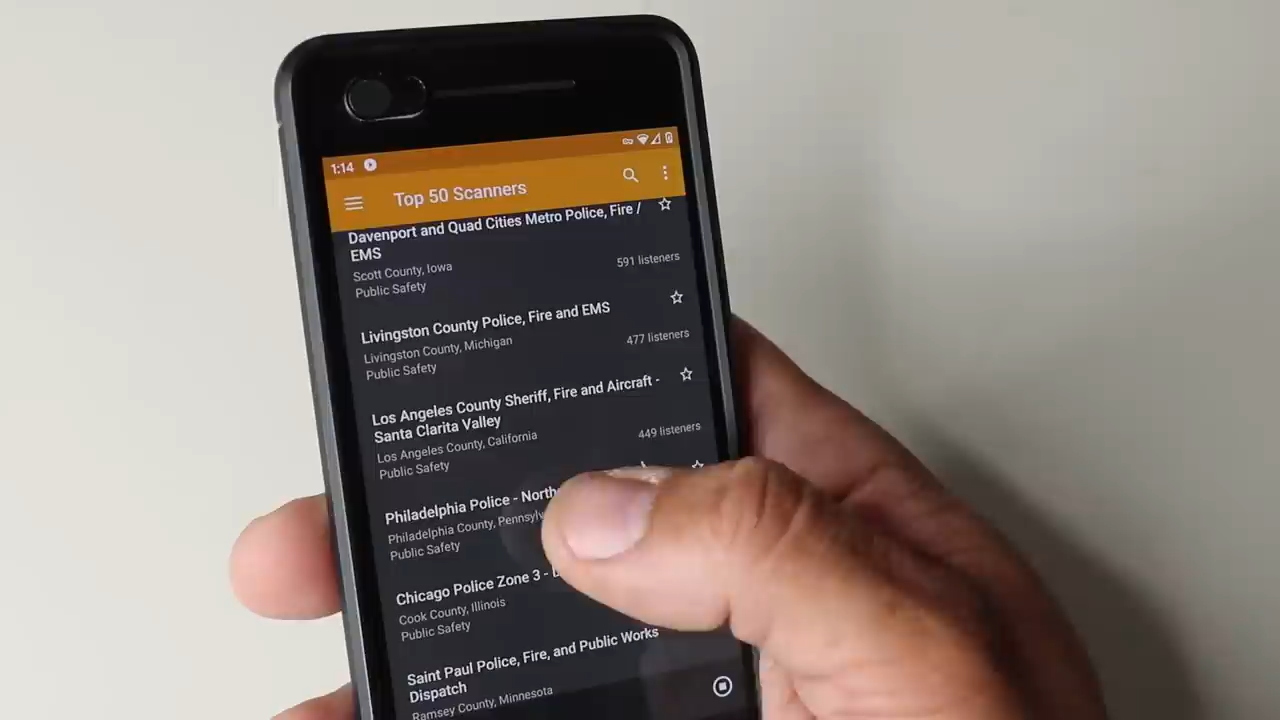 1:14
Top 50 Scanners
Davenport and Quad Cities Metro Police, Fire /
EMS
Scott County, Iowa
591 listeners
Public Safety
Livingston County Police, Fire and EMS
Livingston County, Michigan
477 listeners
Public Safety
Los Angeles County Sheriff, Fire and Aircraft -
Santa Clarita Valley
Los Angeles County, California
449 listeners
Public Safety
Philadelphia Police -
Philadelphia County,
Public Safety
Chicago Police Zone 3 -
Cook County, Illinois
Public Safety
Saint Paul Police, Fire, and Public Works
Dispatch
Ramsey County, Minnesota